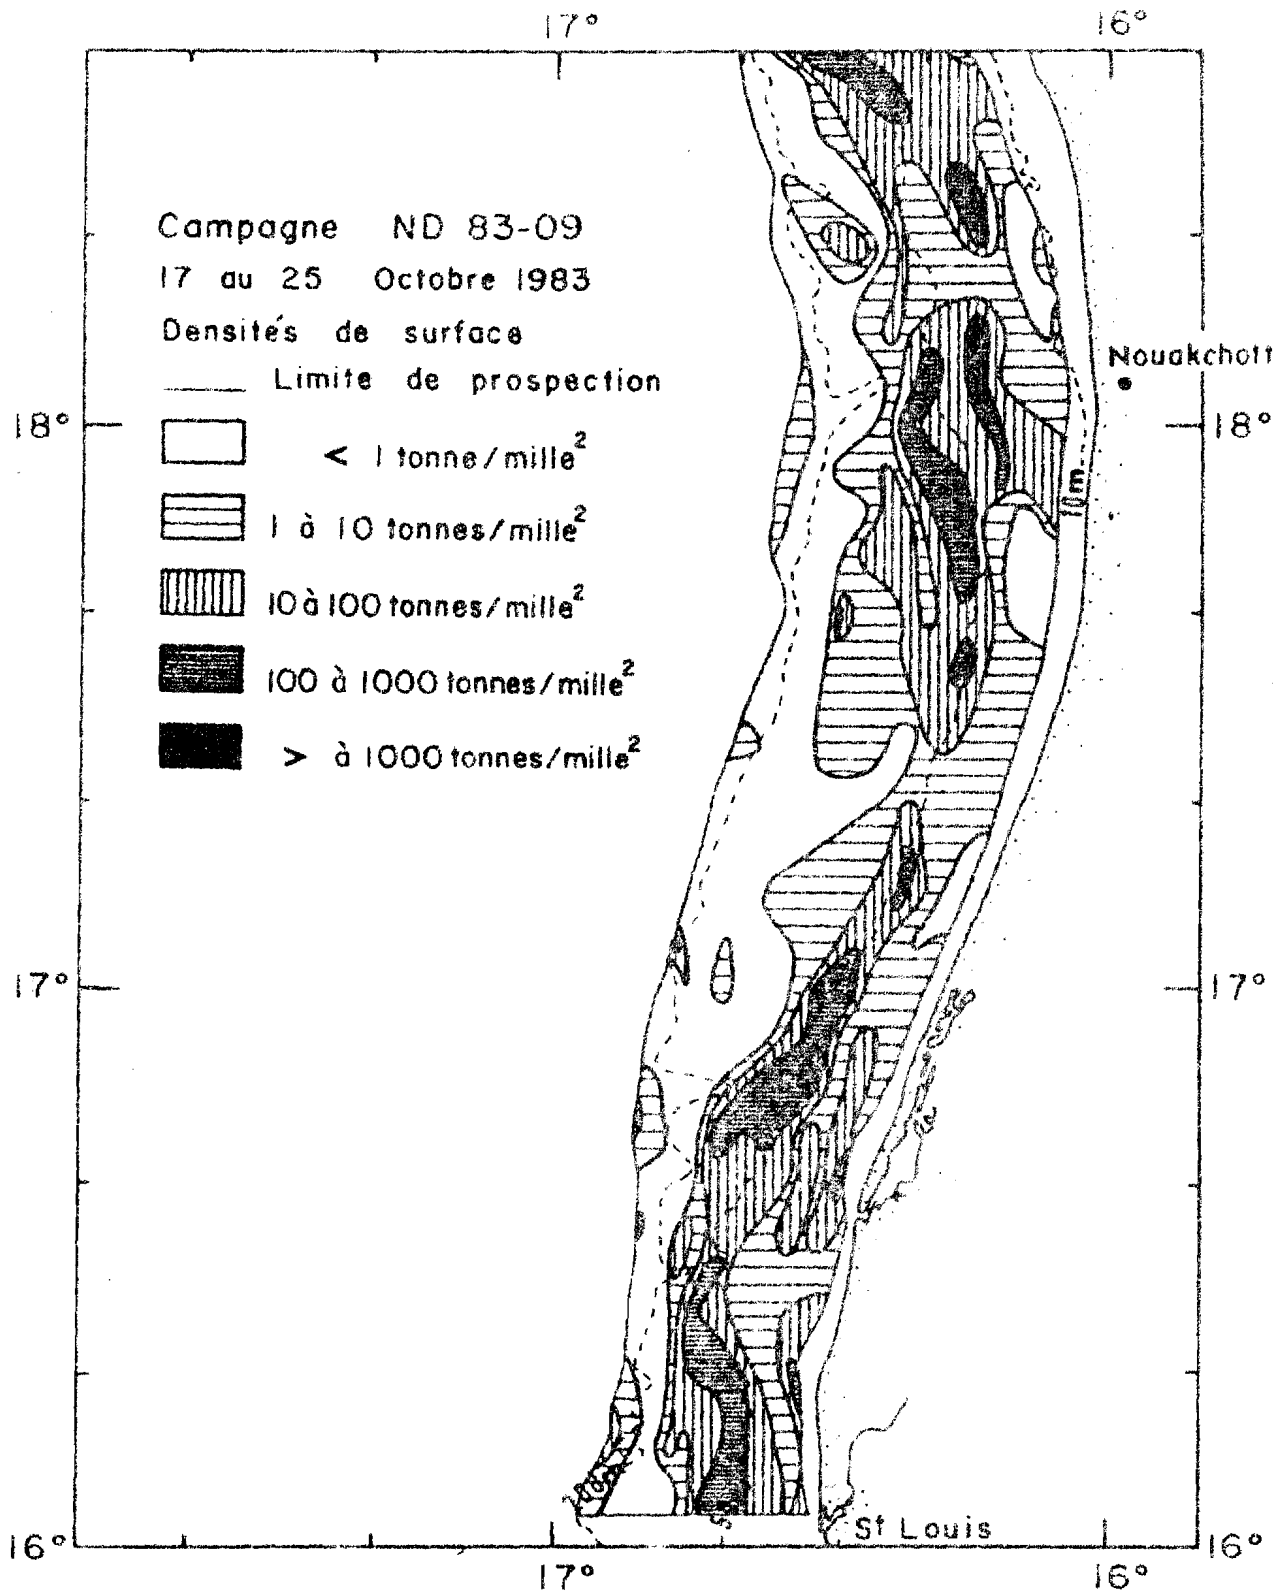 17° 16°
Campagne ND 83-09
17 au 25 Octobre 1983
Densités de surface
Limite de prospection
Nouakchott
18° 18°
< 1 tonne/mille²
10m
1 à 10 tonnes/mille²
10 à 100 tonnes/mille²
100 à 1000 tonnes/mille²
> à 1000 tonnes/mille²
17° 17°
St Louis
16° 16°
17° 16°